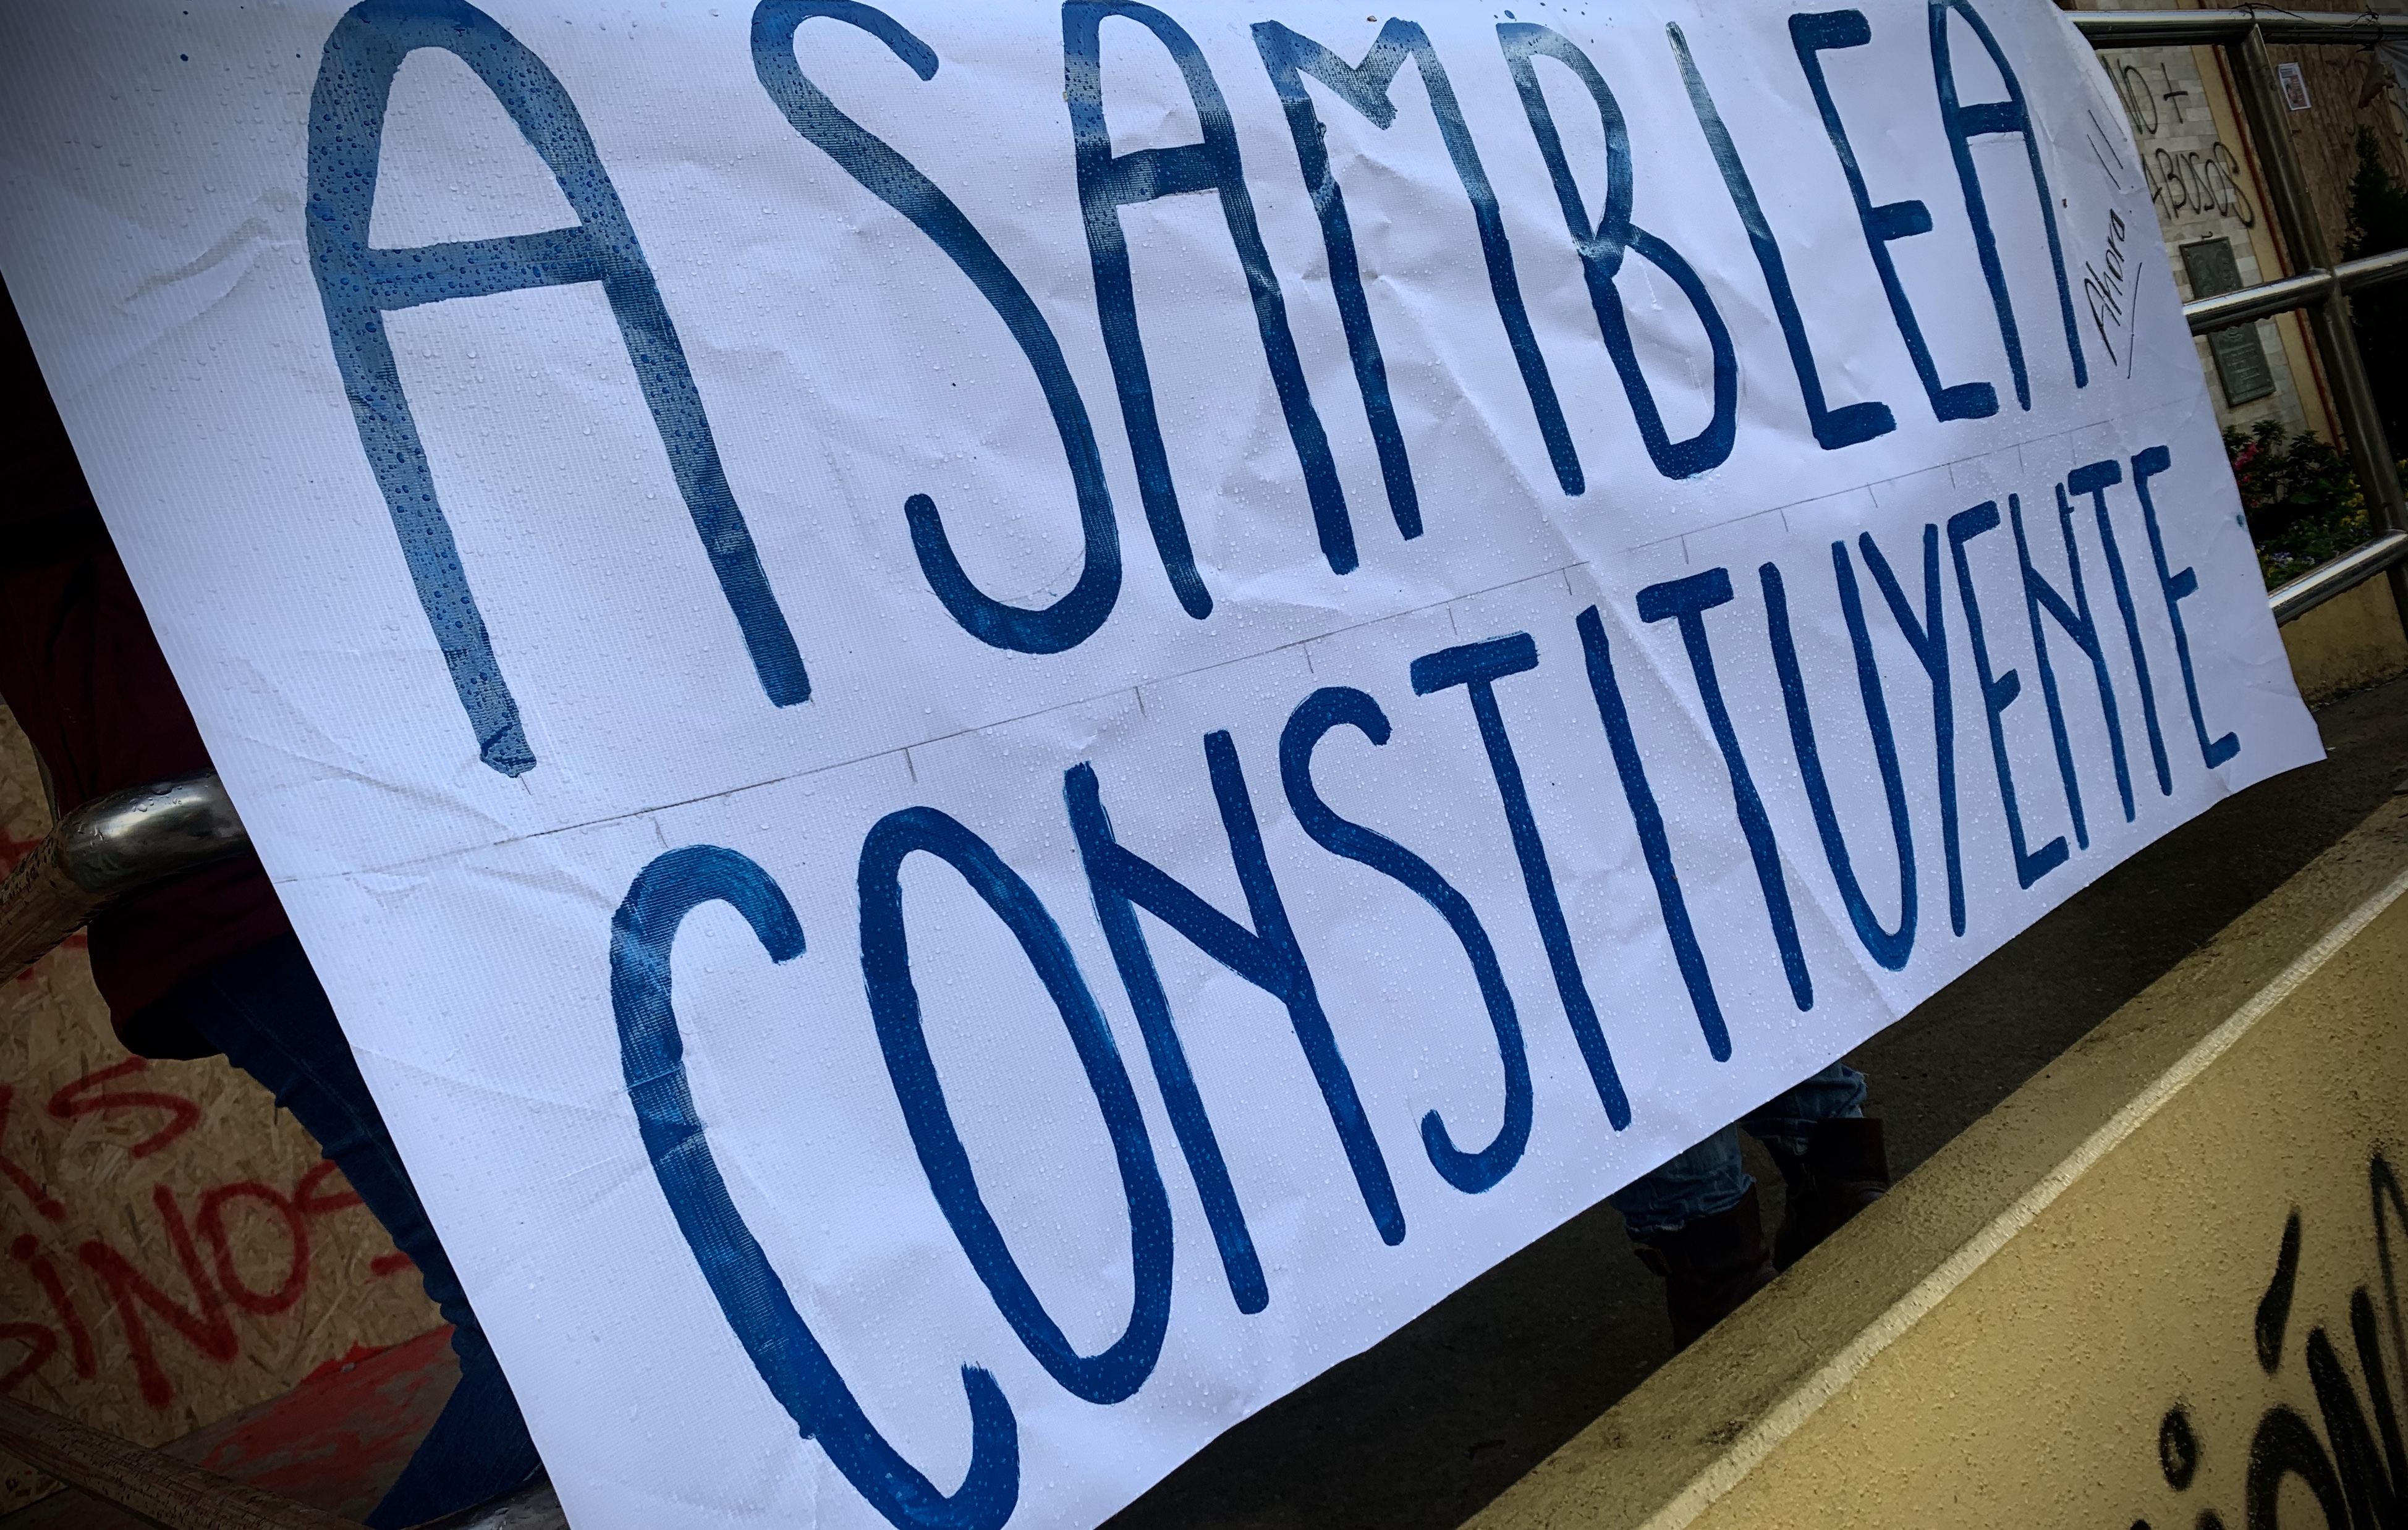 ASAMBLEA
Ahora !!
CONSTITUYENTE
NO +
ABUSOS